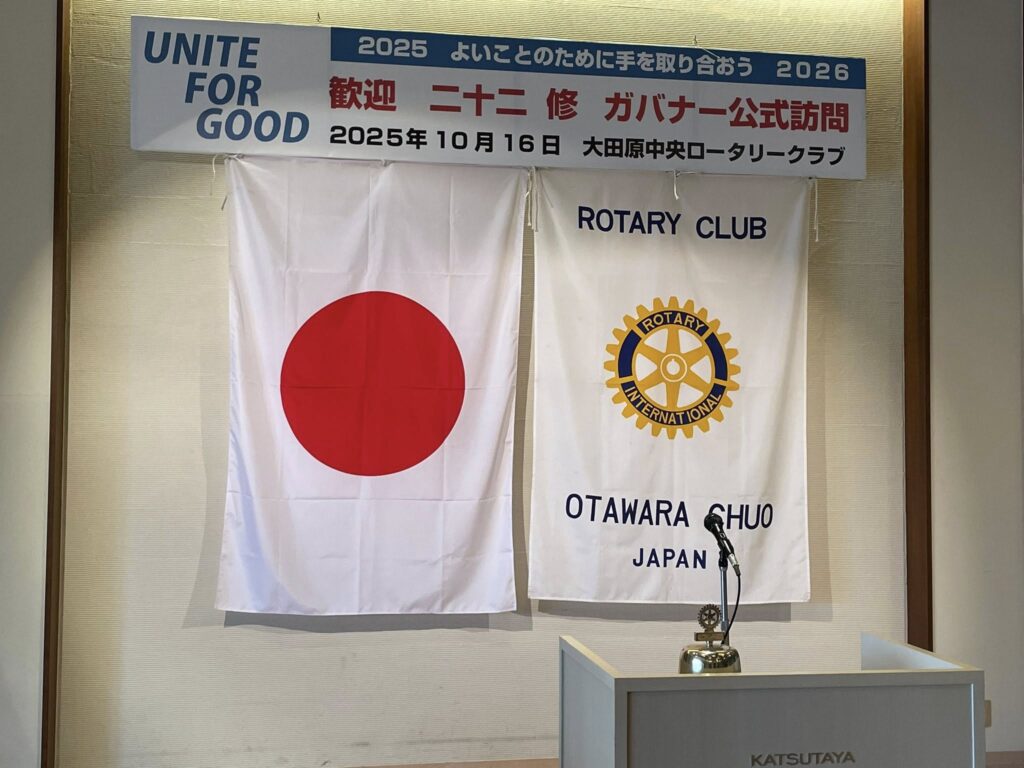 UNITE
FOR
GOOD
2025 よいことのために手を取り合おう 2026
歓迎 二十二 修 ガバナー公式訪問
2025年10月16日 大田原中央ロータリークラブ
ROTARY CLUB
ROTARY
INTERNATIONAL
OTAWARA CHUO
JAPAN
KATSUTAYA